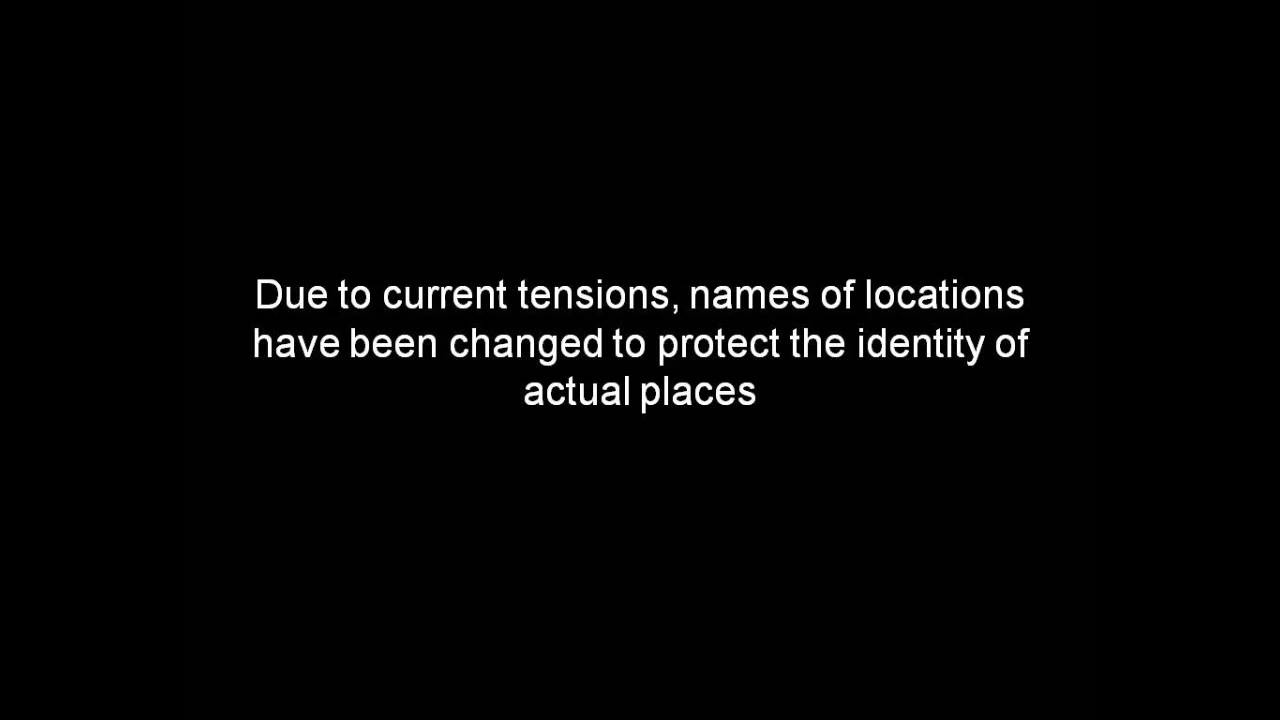 Due to current tensions, names of locations
have been changed to protect the identity of
actual places